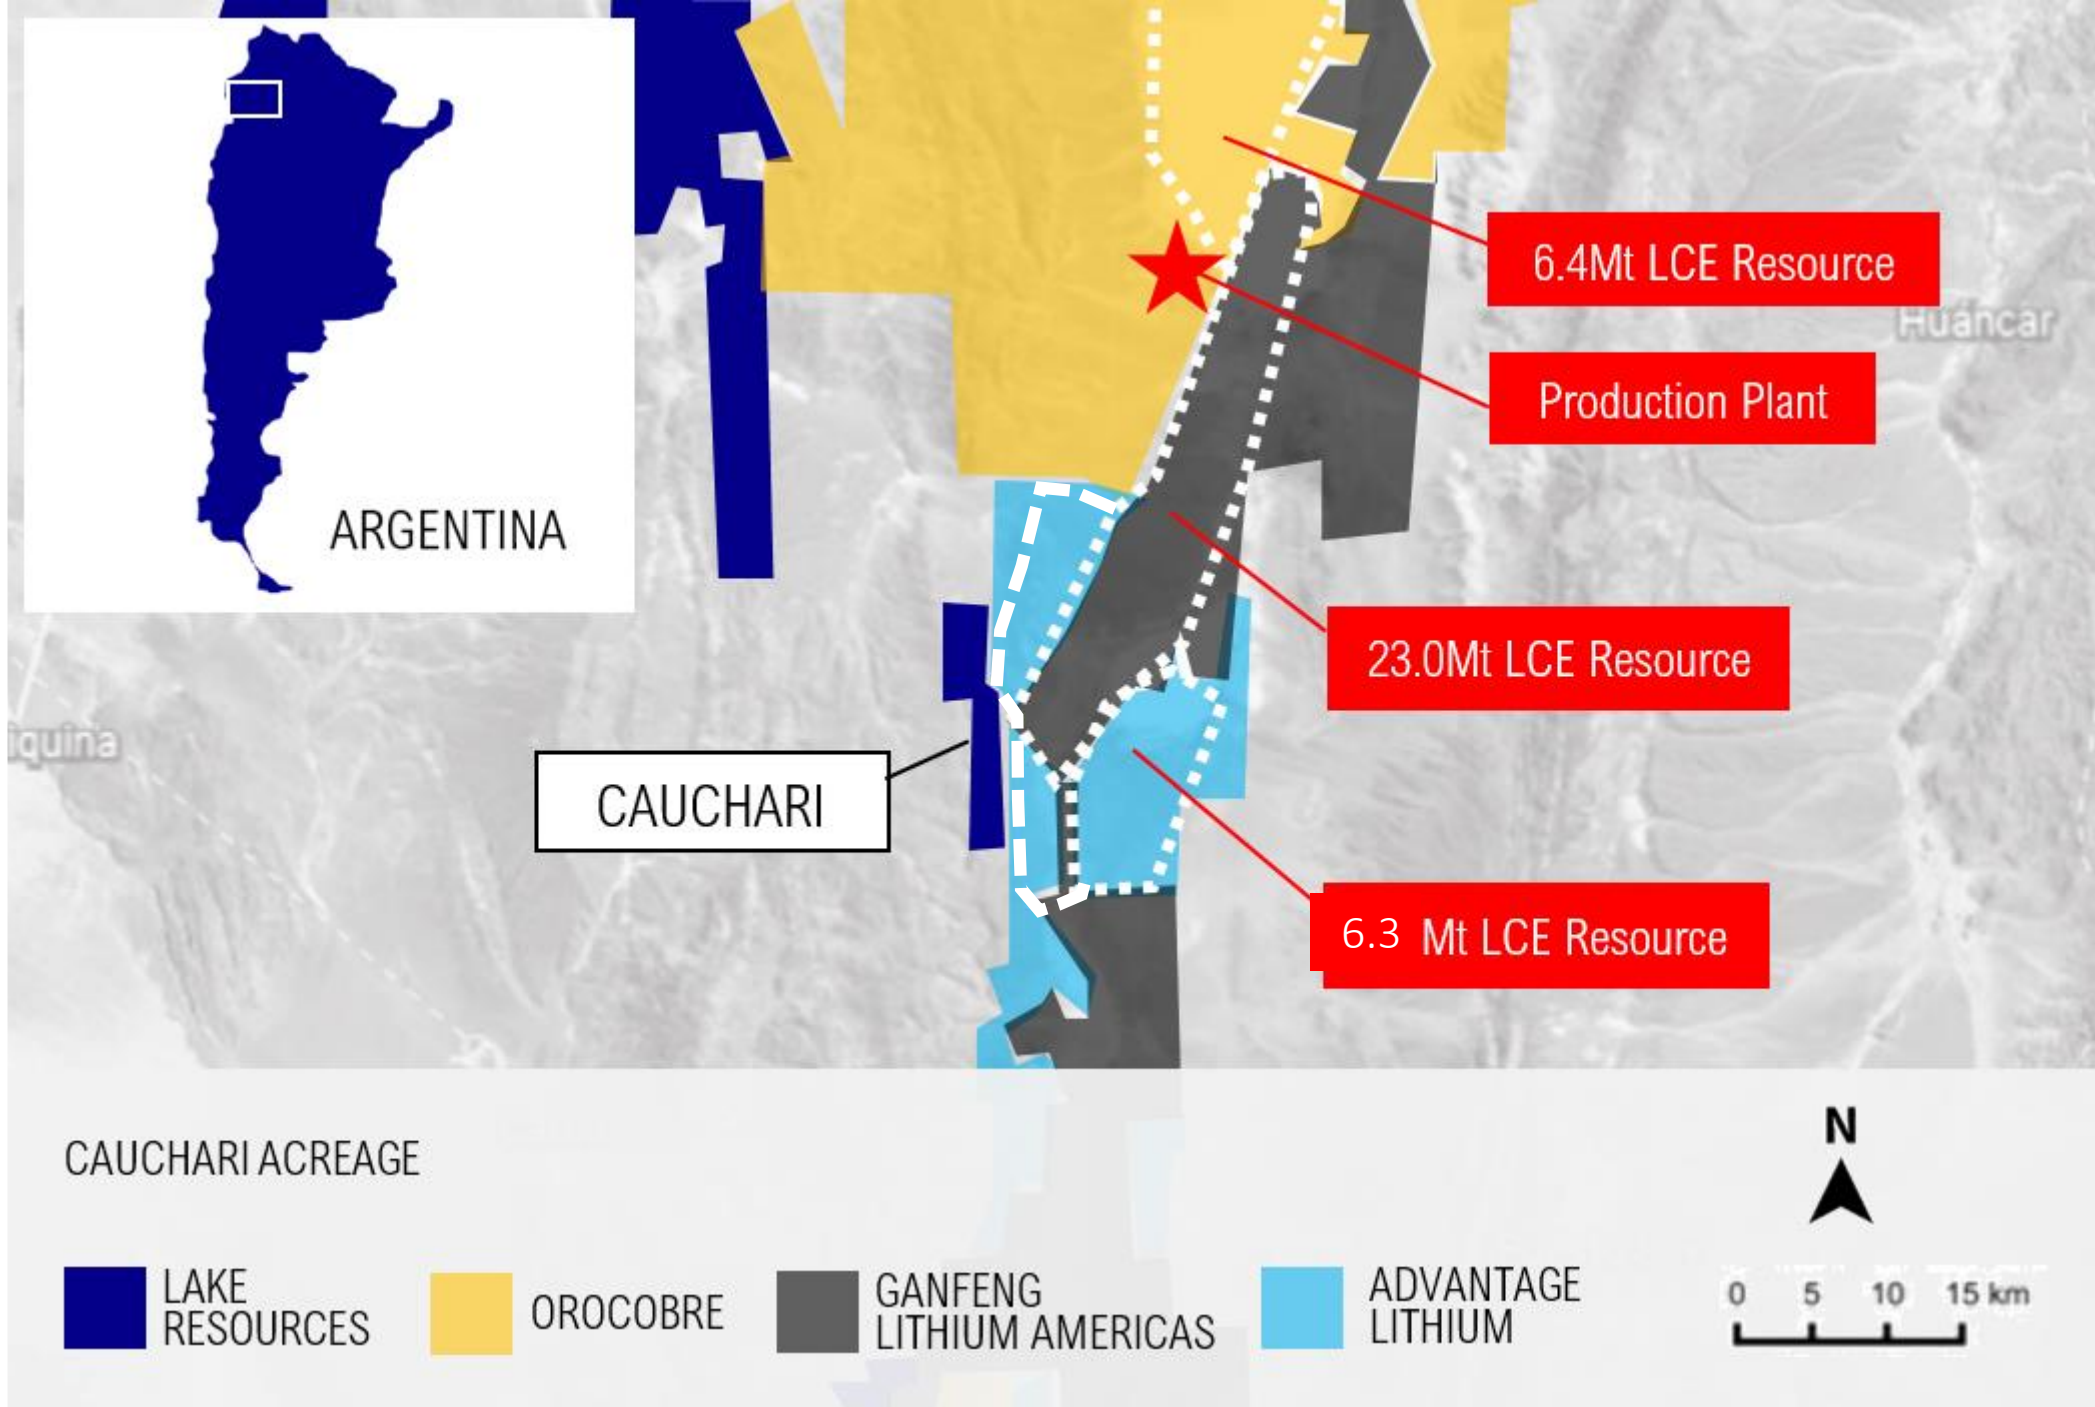 ARGENTINA
6.4Mt LCE Resource
Huáncar
Production Plant
23.0Mt LCE Resource
iquina
CAUCHARI
6.3 Mt LCE Resource
CAUCHARI ACREAGE
N
LAKE
RESOURCES
OROCOBRE
GANFENG
LITHIUM AMERICAS
ADVANTAGE
LITHIUM
0 5 10 15 km